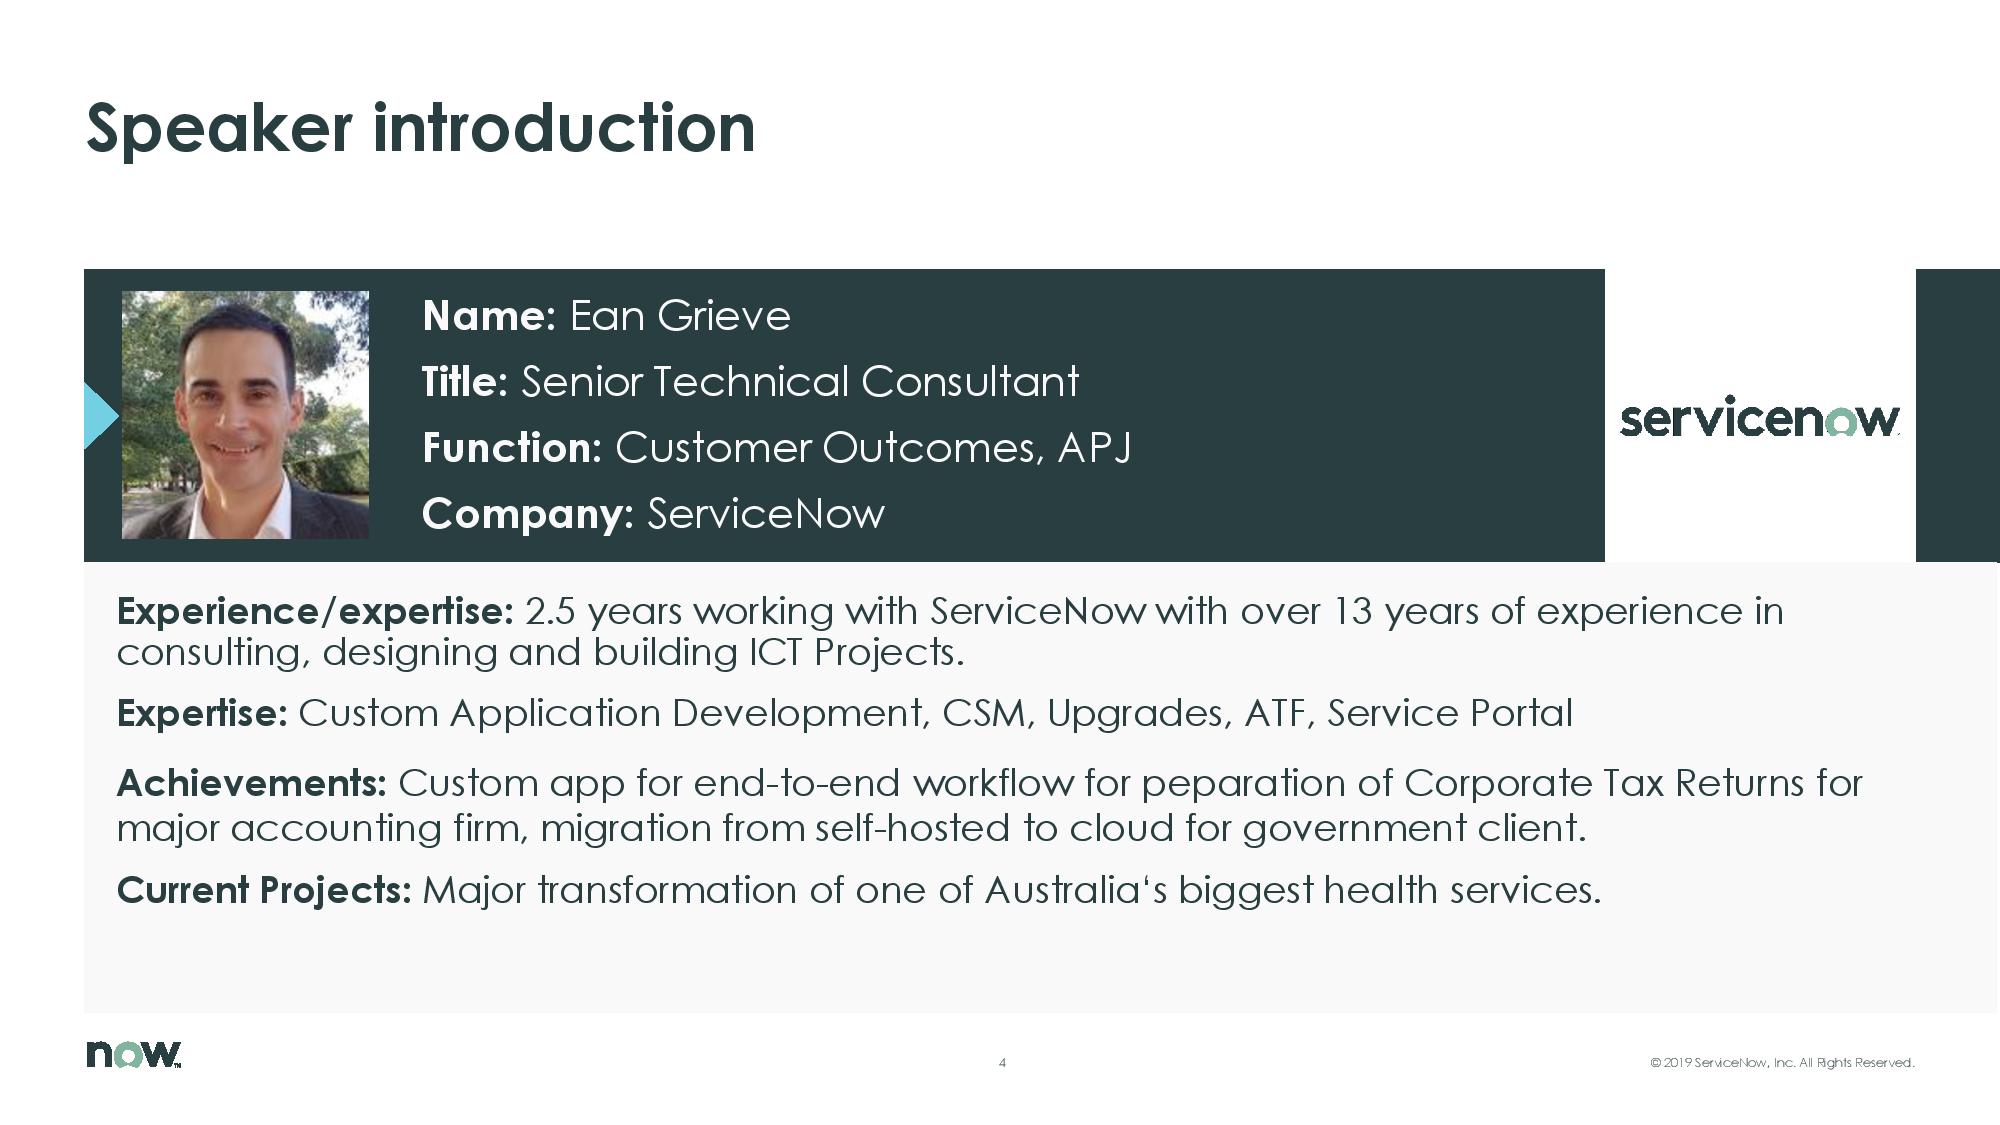 Speaker introduction
Name: Ean Grieve
Title: Senior Technical Consultant
Function: Customer Outcomes, APJ
Company: ServiceNow
servicenow
Experience/expertise: 2.5 years working with ServiceNow with over 13 years of experience in
consulting, designing and building ICT Projects.
Expertise: Custom Application Development, CSM, Upgrades, ATF, Service Portal
Achievements: Custom app for end-to-end workflow for peparation of Corporate Tax Returns for
major accounting firm, migration from self-hosted to cloud for government client.
Current Projects: Major transformation of one of Australia‘s biggest health services.
now™
4
© 2019 ServiceNow, Inc. All Rights Reserved.